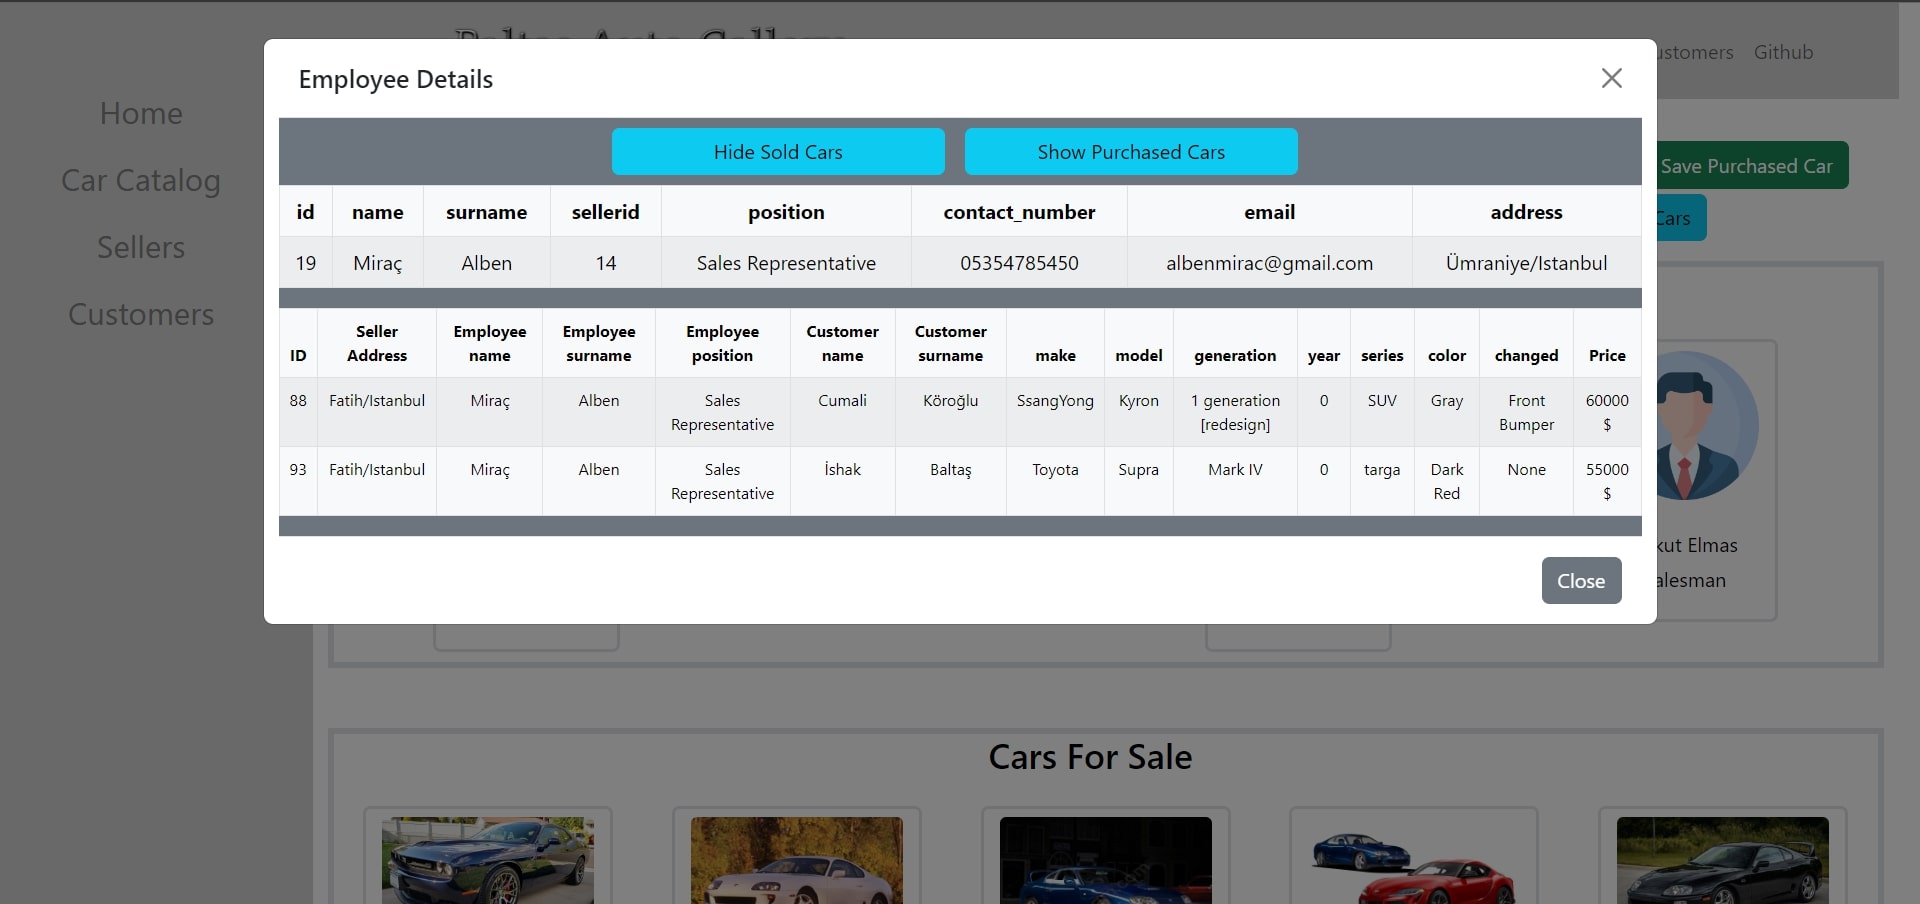 Home
Car Catalog
Sellers
Customers
Github
Employee Details
Hide Sold Cars Show Purchased Cars
id name surname sellerid position contact_number email address
19 Miraç Alben 14 Sales Representative 05354785450 albenmirac@gmail.com Ümraniye/Istanbul
ID Seller Address Employee name Employee surname Employee position Customer name Customer surname make model generation year series color changed Price
88 Fatih/Istanbul Miraç Alben Sales Representative Cumali Köroğlu SsangYong Kyron 1 generation [redesign] 0 SUV Gray Front Bumper 60000 $
93 Fatih/Istanbul Miraç Alben Sales Representative İshak Baltaş Toyota Supra Mark IV 0 targa Dark Red None 55000 $
Close
Save Purchased Car
Cars
Elmas
Cars For Sale